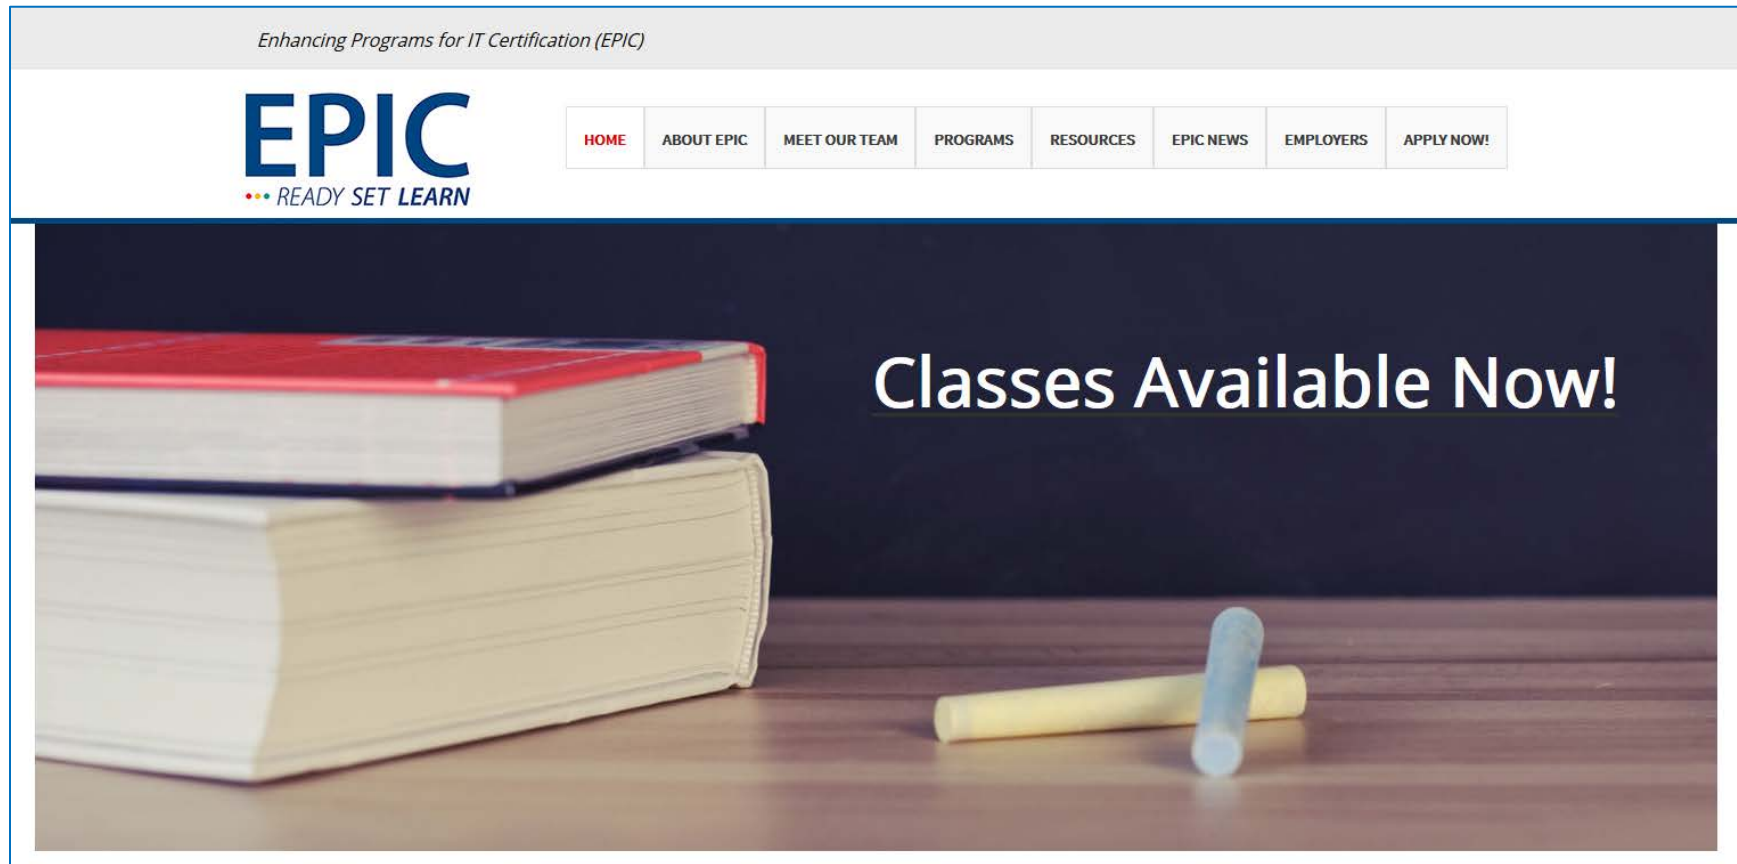 Enhancing Programs for IT Certification (EPIC)
EPIC
READY SET LEARN
HOME ABOUT EPIC MEET OUR TEAM PROGRAMS RESOURCES EPIC NEWS EMPLOYERS APPLY NOW!
Classes Available Now!